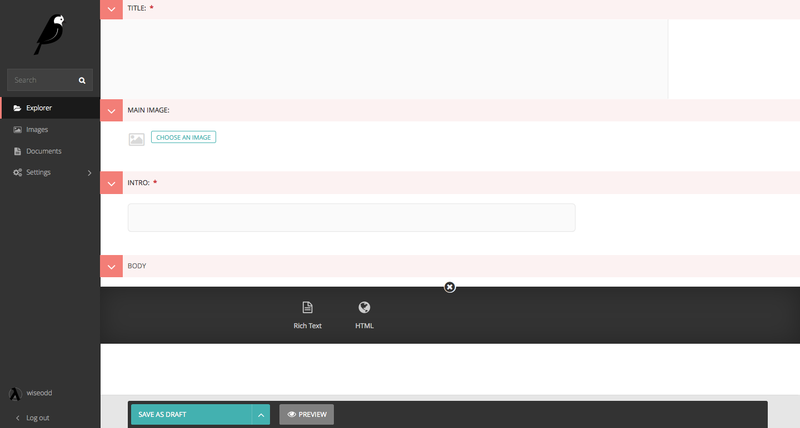 Search
Explorer
Images
Documents
Settings
wiseodd
Log out
TITLE: *
MAIN IMAGE:
CHOOSE AN IMAGE
INTRO: *
BODY
Rich Text
HTML
SAVE AS DRAFT
PREVIEW